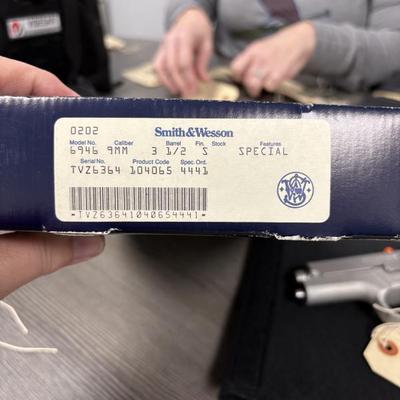 0202 Smith&Wesson
Model No. Caliber Barrel Fin. Stock Features
6946 9MM 3 1/2 S SPECIAL
Serial No. Product Code Spec. Ord.
TVZ6364 104065 4441
-TVZ63641040654441-